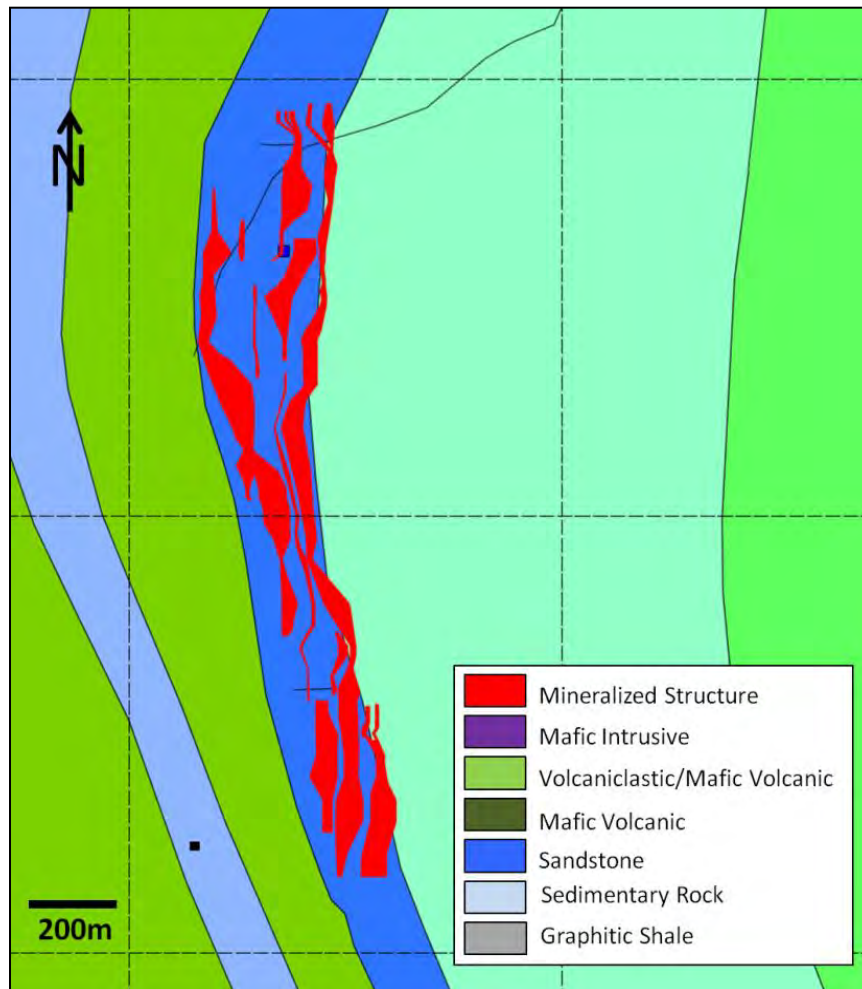 N
Mineralized Structure
Mafic Intrusive
Volcaniclastic/Mafic Volcanic
Mafic Volcanic
Sandstone
Sedimentary Rock
Graphitic Shale
200m